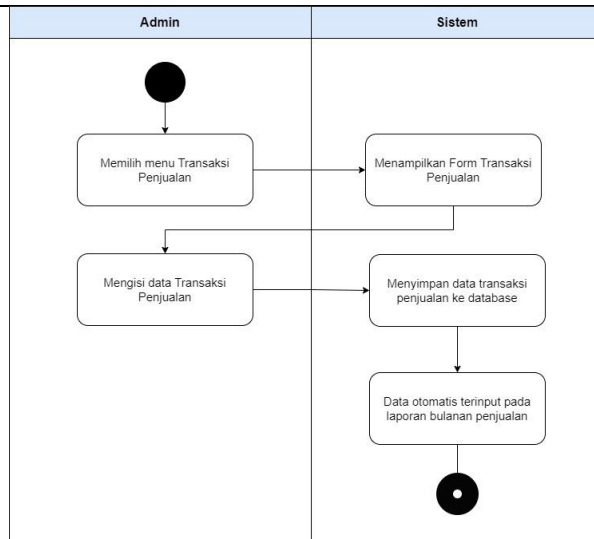 Admin
Sistem
Memilih menu Transaksi
Penjualan
Menampilkan Form Transaksi
Penjualan
Mengisi data Transaksi
Penjualan
Menyimpan data transaksi
penjualan ke database
Data otomatis terinput pada
laporan bulanan penjualan